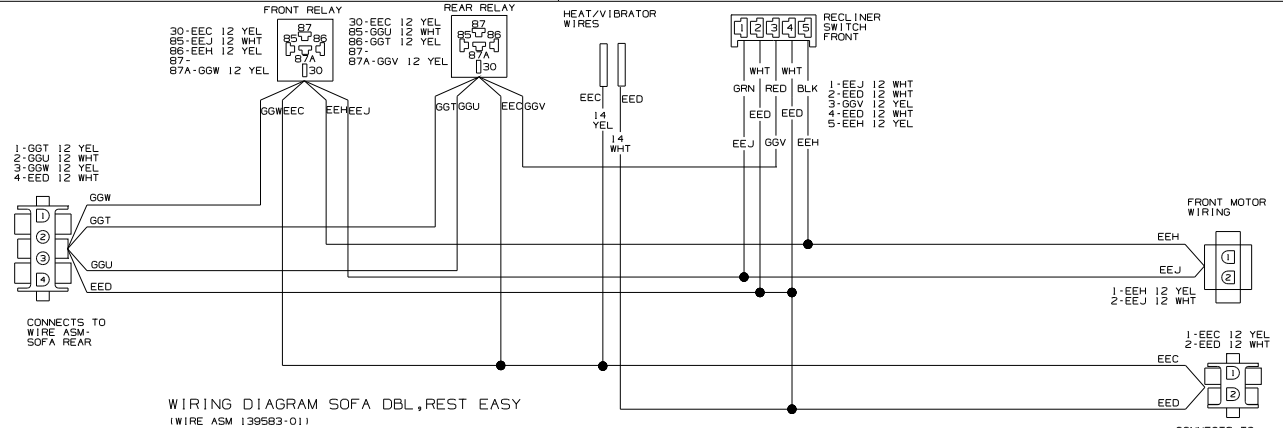 FRONT RELAY
30-EEC 12 YEL
85-EEJ 12 WHT
86-EEH 12 YEL
87-
87A-GGW 12 YEL
87
85 86
87A
30
REAR RELAY
30-EEC 12 YEL
85-GGU 12 WHT
86-GGT 12 YEL
87-
87A-GGV 12 YEL
87
85 86
87A
30
HEAT/VIBRATOR
WIRES
EEC EED
14
YEL
14
WHT
1 2 3 4 5
RECLINER
SWITCH
FRONT
WHT WHT
GRN RED BLK
EED EED
EEJ GGV EEH
1-EEJ 12 WHT
2-EED 12 WHT
3-GGV 12 YEL
4-EED 12 WHT
5-EEH 12 YEL
GGW EEC EEH EEJ
GGT GGU EEC GGV
1-GGT 12 YEL
2-GGU 12 WHT
3-GGW 12 YEL
4-EED 12 WHT
1
2
3
4
GGW
GGT
GGU
EED
CONNECTS TO
WIRE ASM-
SOFA REAR
FRONT MOTOR
WIRING
EEH
EEJ
1
2
1-EEH 12 YEL
2-EEJ 12 WHT
1-EEC 12 YEL
2-EED 12 WHT
EEC
EED
1
2
WIRING DIAGRAM SOFA DBL,REST EASY
(WIRE ASM 139583-01)